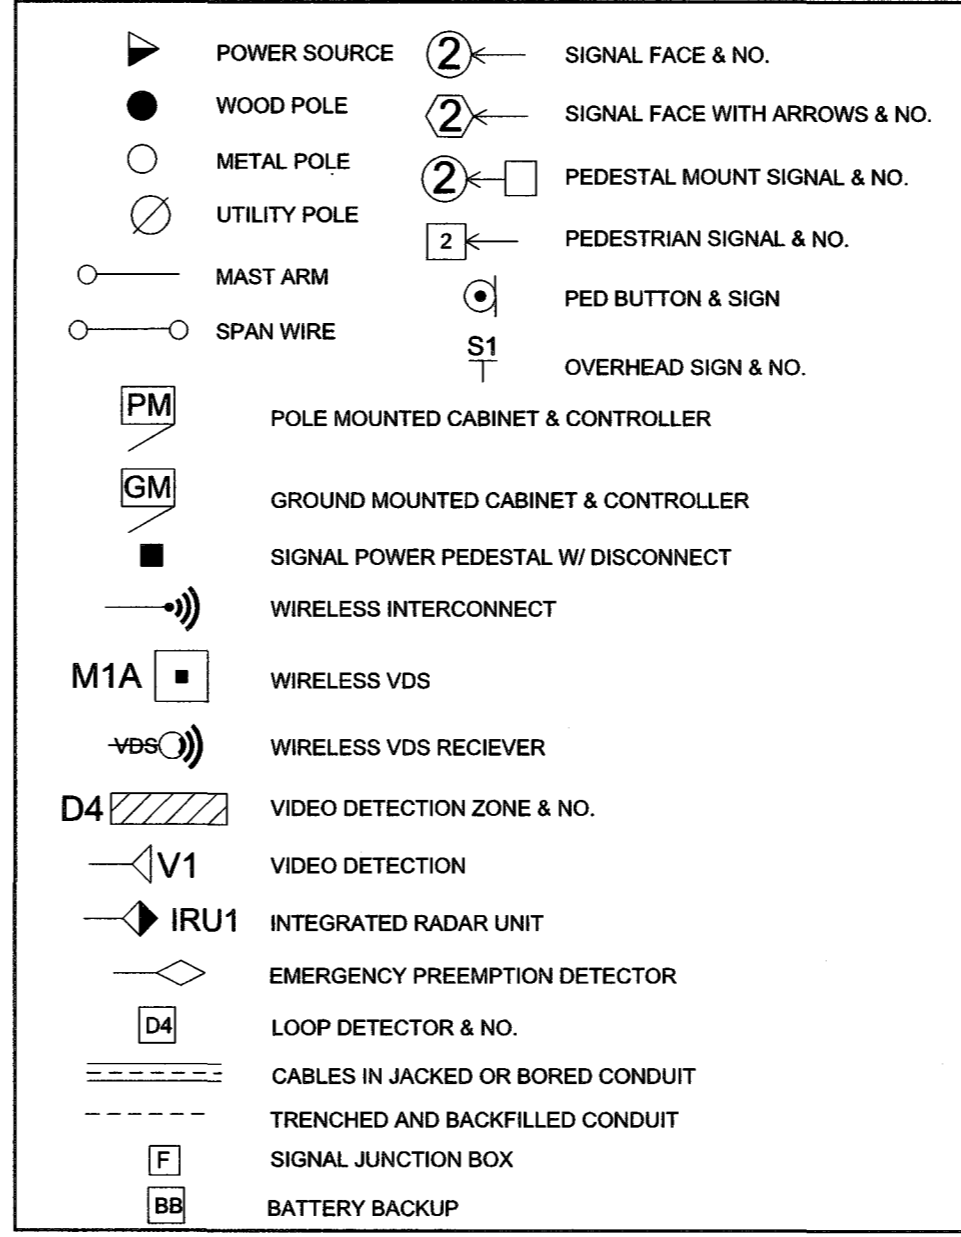 POWER SOURCE
WOOD POLE
METAL POLE
UTILITY POLE
MAST ARM
SPAN WIRE
2 SIGNAL FACE & NO.
2 SIGNAL FACE WITH ARROWS & NO.
2 PEDESTAL MOUNT SIGNAL & NO.
2 PEDESTRIAN SIGNAL & NO.
PED BUTTON & SIGN
S1 OVERHEAD SIGN & NO.
PM POLE MOUNTED CABINET & CONTROLLER
GM GROUND MOUNTED CABINET & CONTROLLER
SIGNAL POWER PEDESTAL W/ DISCONNECT
WIRELESS INTERCONNECT
M1A WIRELESS VDS
VDS WIRELESS VDS RECIEVER
D4 VIDEO DETECTION ZONE & NO.
V1 VIDEO DETECTION
IRU1 INTEGRATED RADAR UNIT
EMERGENCY PREEMPTION DETECTOR
D4 LOOP DETECTOR & NO.
CABLES IN JACKED OR BORED CONDUIT
TRENCHED AND BACKFILLED CONDUIT
F SIGNAL JUNCTION BOX
BB BATTERY BACKUP